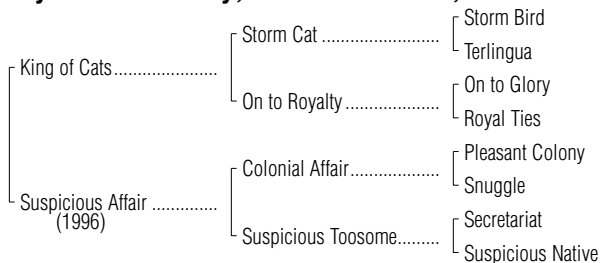 Storm Bird
Storm Cat ........................
Terlingua
King of Cats.....................
On to Glory
On to Royalty ...................
Royal Ties
Pleasant Colony
Colonial Affair..................
Snuggle
Suspicious Affair .............
(1996)
Secretariat
Suspicious Toosome.........
Suspicious Native